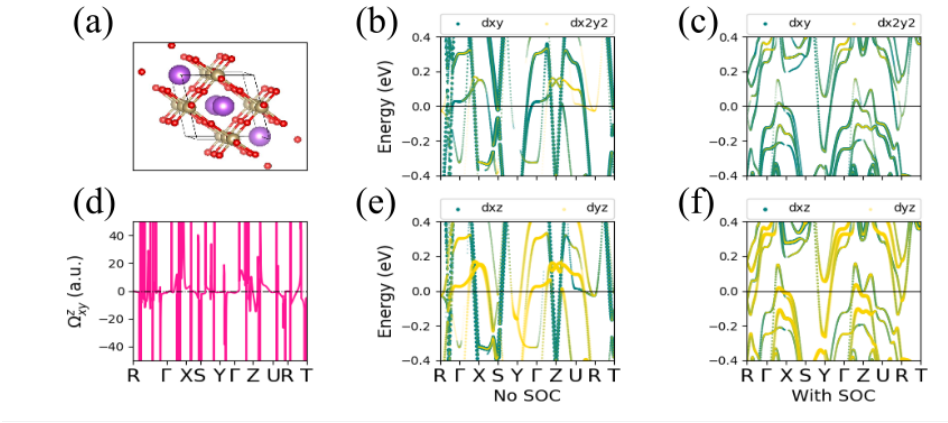 (a)
(b)
dxy dx2y2
Energy (eV)
0.4
0.2
0.0
−0.2
−0.4
(c)
dxy dx2y2
0.4
0.2
0.0
−0.2
−0.4
(d)
Ω^z_xy (a.u.)
40
20
0
−20
−40
R Γ X S Y Γ Z U R T
(e)
dxz dyz
Energy (eV)
0.4
0.2
0.0
−0.2
−0.4
R Γ X S Y Γ Z U R T
No SOC
(f)
dxz dyz
0.4
0.2
0.0
−0.2
−0.4
R Γ X S Y Γ Z U R T
With SOC